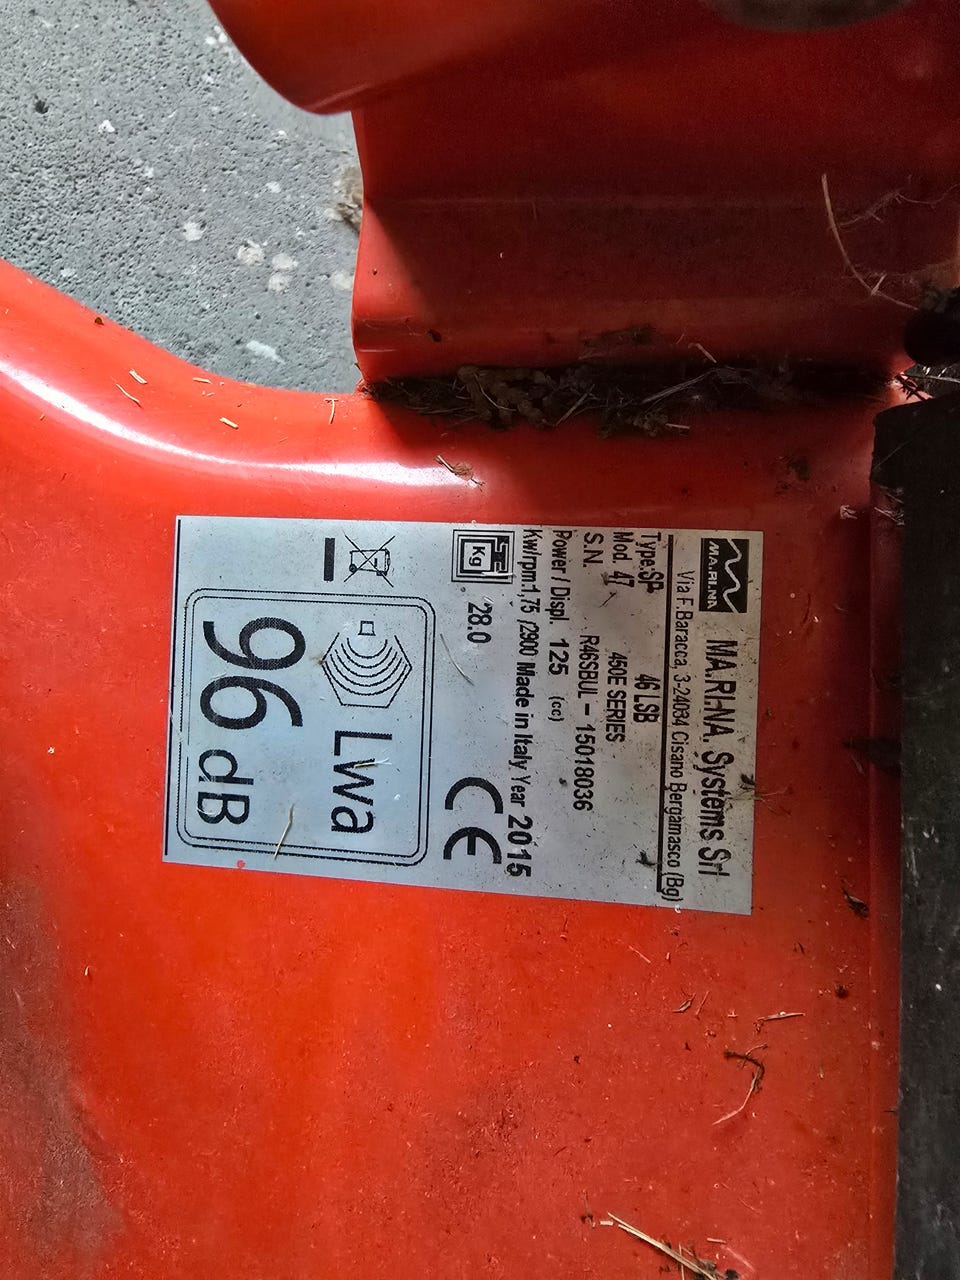 MA.RI.NA. MA.RI.NA. Systems Srl
Via F.Baracca, 3-24034 Cisano Bergamasco (Bg)
Type:SP 46 LSB
Mod. 47 450E SERIES
S.N. R46SBUL - 15018036
Power / Displ. 125 (cc)
Kw/rpm:1,75 /2900 Made in Italy Year 2015
Kg 28.0 CE
Lwa
96 dB